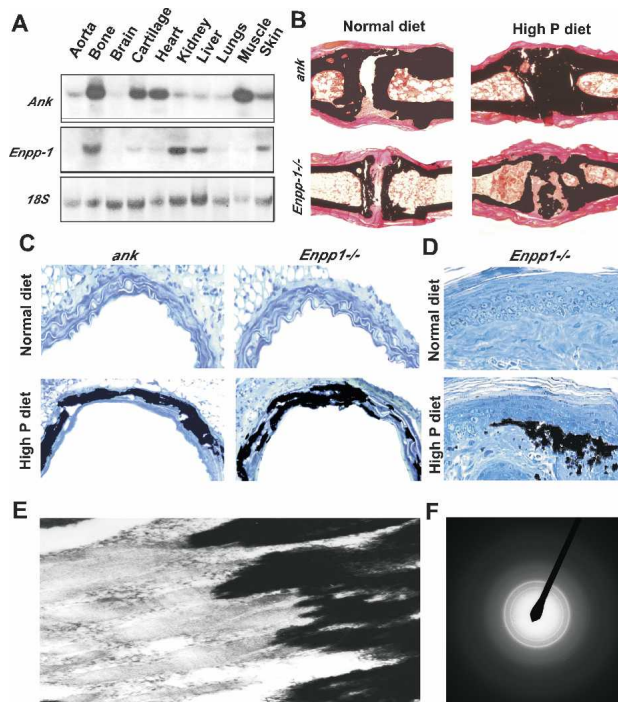 A
Aorta
Bone
Brain
Cartilage
Heart
Kidney
Liver
Lungs
Muscle
Skin
Ank
Enpp-1
18S
B
Normal diet
High P diet
ank
Enpp-1-/-
C
ank
Enpp1-/-
Normal diet
High P diet
D
Enpp1-/-
Normal diet
High P diet
E
F